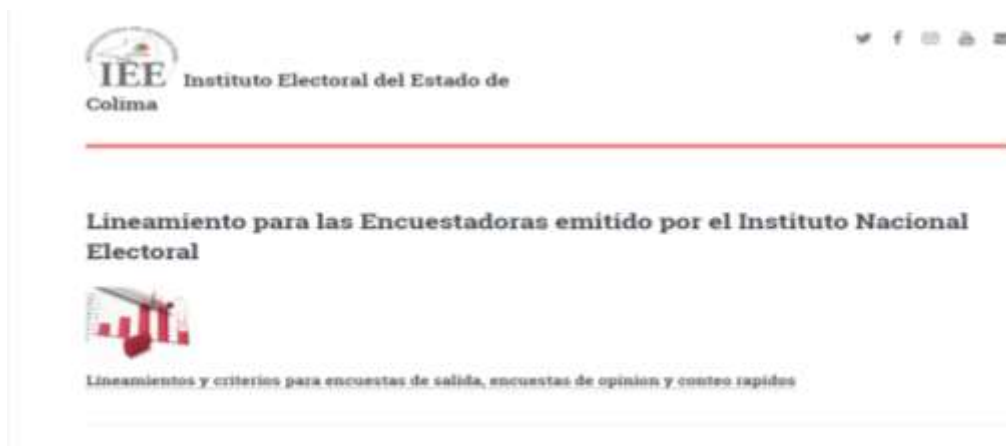 IEE Instituto Electoral del Estado de
Colima
Lineamiento para las Encuestadoras emitido por el Instituto Nacional
Electoral
Lineamientos y criterios para encuestas de salida, encuestas de opinion y conteo rapidos